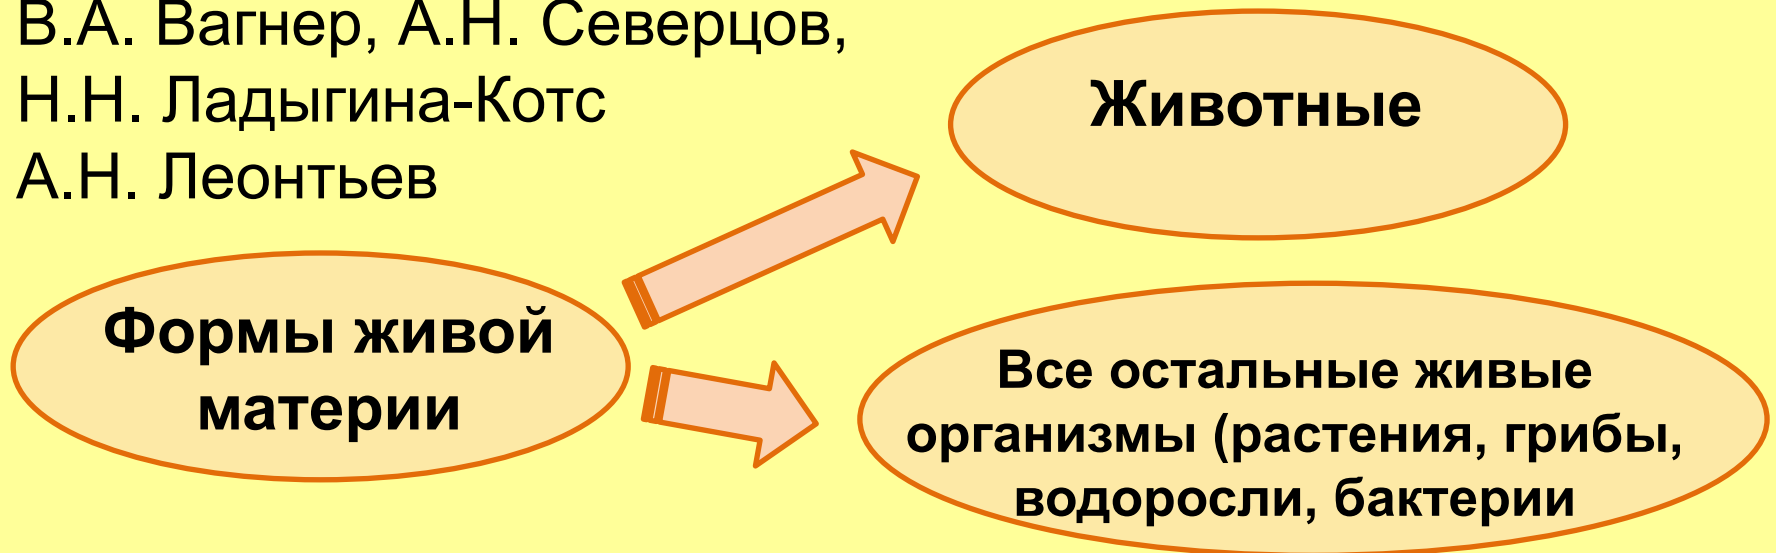 В.А. Вагнер, А.Н. Северцов,
Н.Н. Ладыгина-Котс
А.Н. Леонтьев
Животные
Формы живой
материи
Все остальные живые
организмы (растения, грибы,
водоросли, бактерии